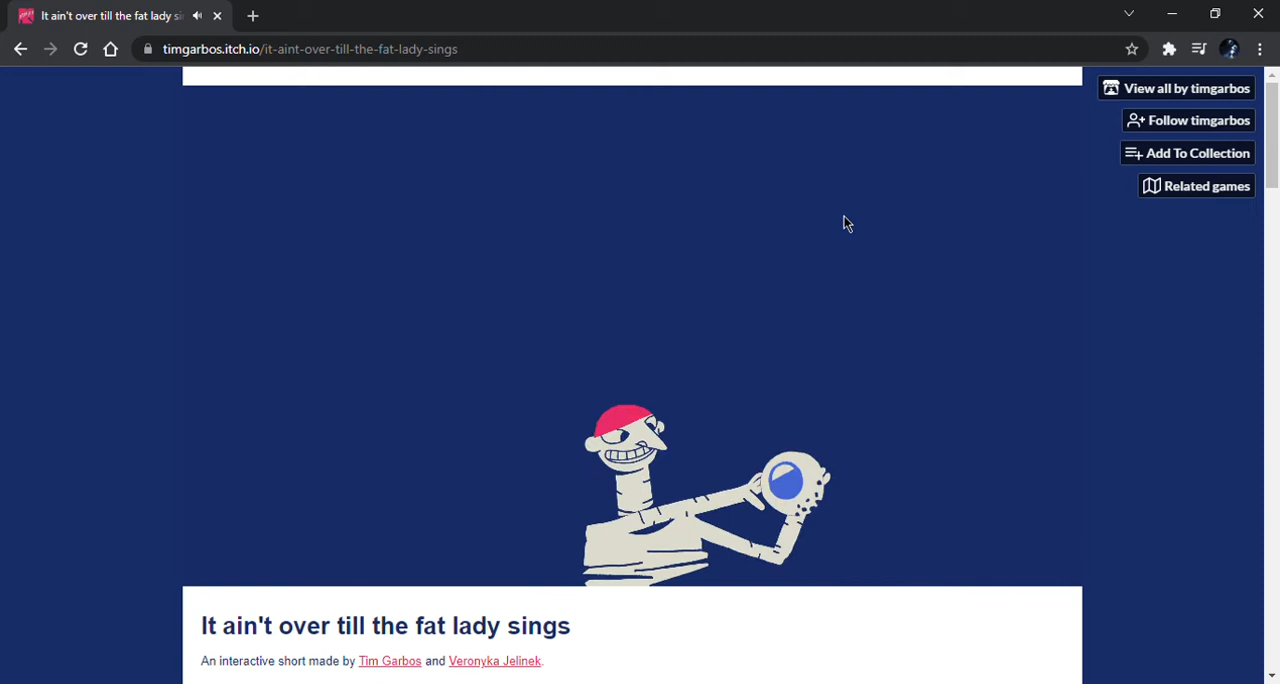 It ain't over till the fat lady si
timgarbos.itch.io/it-aint-over-till-the-fat-lady-sings
View all by timgarbos
Follow timgarbos
Add To Collection
Related games
It ain't over till the fat lady sings
An interactive short made by Tim Garbos and Veronyka Jelinek.